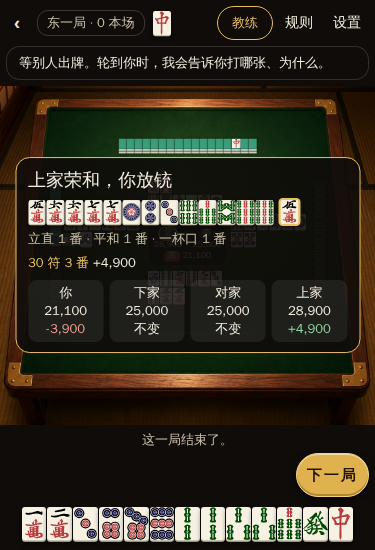 ‹ 东一局 · 0 本场 中 教练 规则 设置
等别人出牌。轮到你时，我会告诉你打哪张、为什么。
上家荣和，你放铳
立直 1 番 · 平和 1 番 · 一杯口 1 番
30 符 3 番 +4,900
你 下家 对家 上家
21,100 25,000 25,000 28,900
-3,900 不变 不变 +4,900
这一局结束了。
下一局